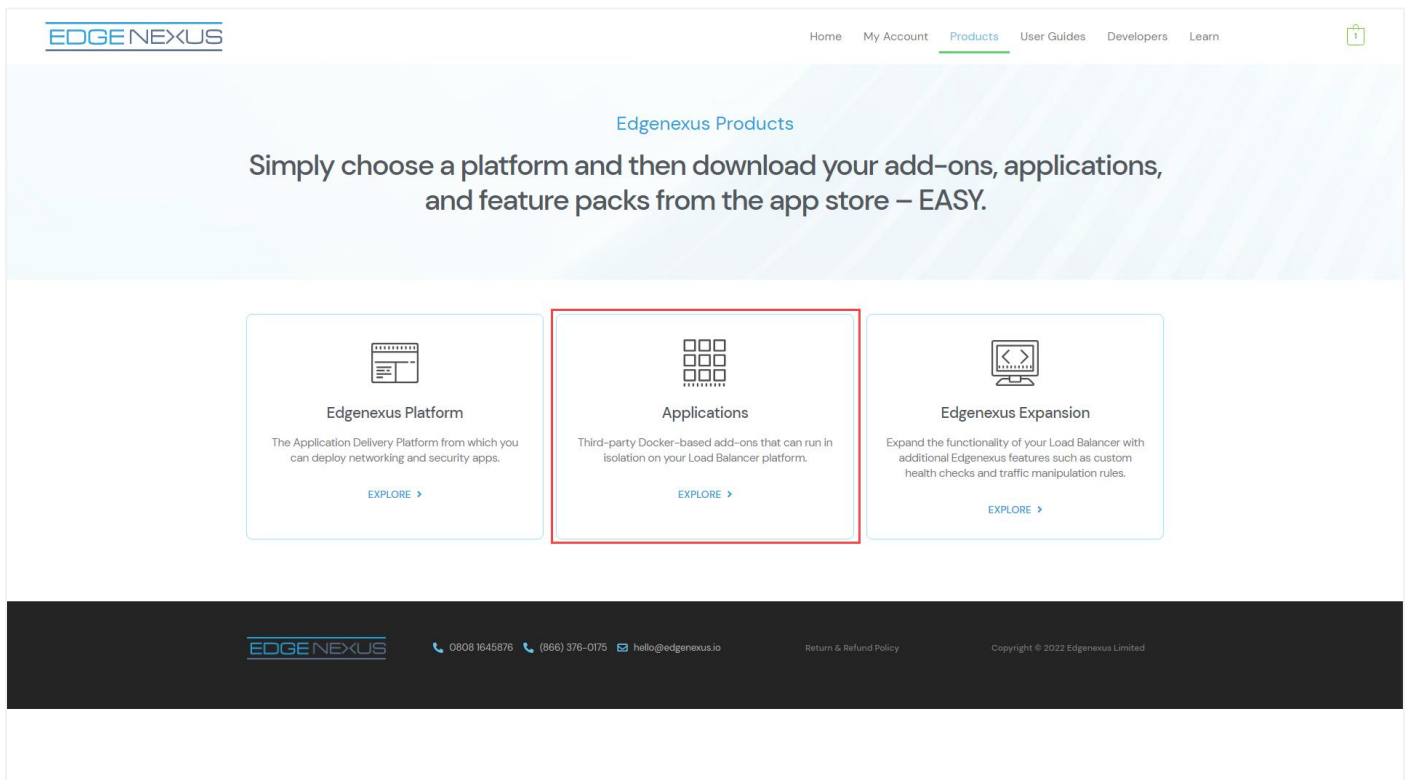 EDGENEXUS
Home My Account Products User Guides Developers Learn 1
Edgenexus Products
Simply choose a platform and then download your add-ons, applications,
and feature packs from the app store – EASY.
Edgenexus Platform
The Application Delivery Platform from which you
can deploy networking and security apps.
EXPLORE >
Applications
Third-party Docker-based add-ons that can run in
isolation on your Load Balancer platform.
EXPLORE >
Edgenexus Expansion
Expand the functionality of your Load Balancer with
additional Edgenexus features such as custom
health checks and traffic manipulation rules.
EXPLORE >
EDGENEXUS
0808 1645876 (866) 376-0175 hello@edgenexus.io
Return & Refund Policy
Copyright © 2022 Edgenexus Limited